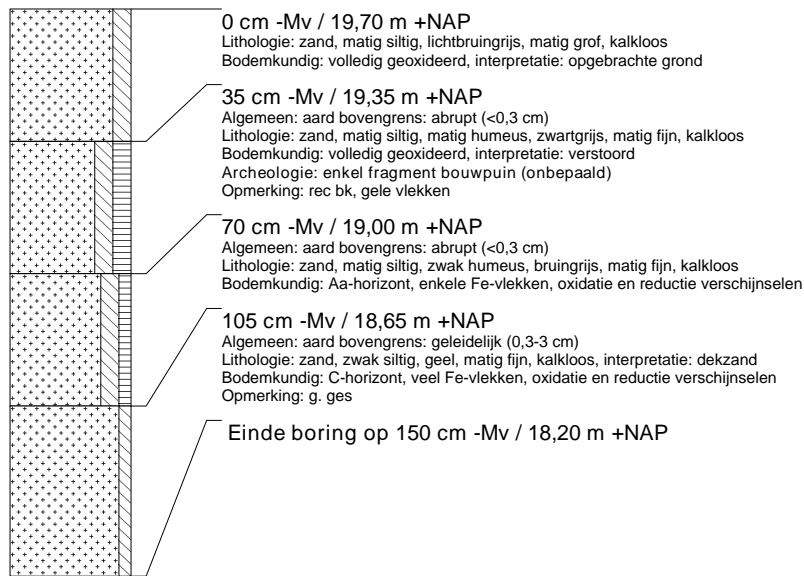 0 cm -Mv / 19,70 m +NAP
Lithologie: zand, matig siltig, lichtbruingrijs, matig grof, kalkloos
Bodemkundig: volledig geoxideerd, interpretatie: opgebrachte grond
35 cm -Mv / 19,35 m +NAP
Algemeen: aard bovengrens: abrupt (<0,3 cm)
Lithologie: zand, matig siltig, matig humeus, zwartgrijs, matig fijn, kalkloos
Bodemkundig: volledig geoxideerd, interpretatie: verstoord
Archeologie: enkel fragment bouwpuin (onbepaald)
Opmerking: rec bk, gele vlekken
70 cm -Mv / 19,00 m +NAP
Algemeen: aard bovengrens: abrupt (<0,3 cm)
Lithologie: zand, matig siltig, zwak humeus, bruingrijs, matig fijn, kalkloos
Bodemkundig: Aa-horizont, enkele Fe-vlekken, oxidatie en reductie verschijnselen
105 cm -Mv / 18,65 m +NAP
Algemeen: aard bovengrens: geleidelijk (0,3-3 cm)
Lithologie: zand, zwak siltig, geel, matig fijn, kalkloos, interpretatie: dekzand
Bodemkundig: C-horizont, veel Fe-vlekken, oxidatie en reductie verschijnselen
Opmerking: g. ges
Einde boring op 150 cm -Mv / 18,20 m +NAP